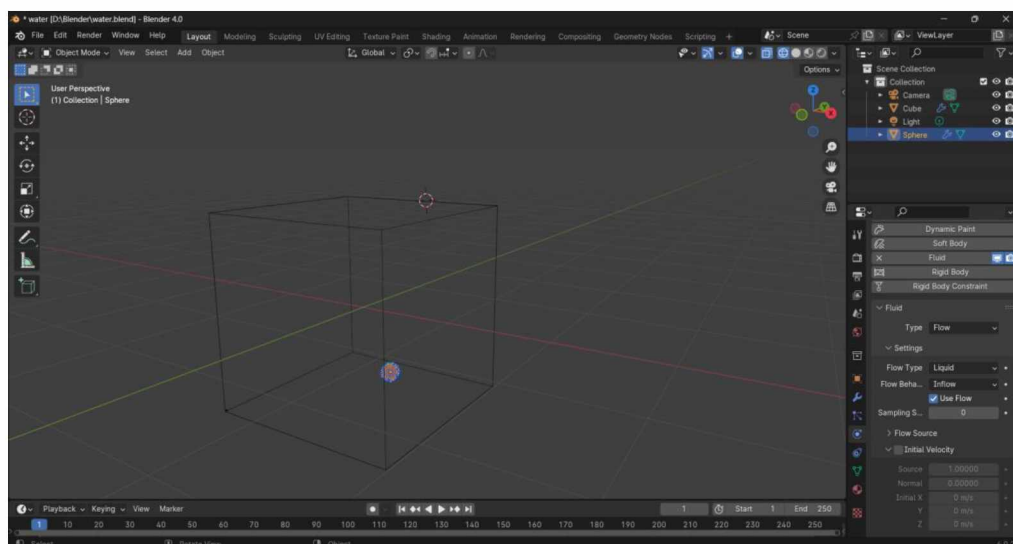 * water [D:\Blender\water.blend] - Blender 4.0
File Edit Render Window Help Layout Modeling Sculpting UV Editing Texture Paint Shading Animation Rendering Compositing Geometry Nodes Scripting + Scene ViewLayer
Object Mode View Select Add Object Global
Options
User Perspective
(1) Collection | Sphere
Z
Scene Collection
Collection
Camera
Cube
Light
Sphere
Dynamic Paint
Soft Body
Fluid
Rigid Body
Rigid Body Constraint
Fluid
Type Flow
Settings
Flow Type Liquid
Flow Beha... Inflow
Use Flow
Sampling S... 0
Flow Source
Initial Velocity
Source 1.00000
Normal 0.00000
Initial X 0 m/s
Y 0 m/s
Z 0 m/s
Playback Keying View Marker 1 Start 1 End 250
1 10 20 30 40 50 60 70 80 90 100 110 120 130 140 150 160 170 180 190 200 210 220 230 240 250
Select Rotate View Object